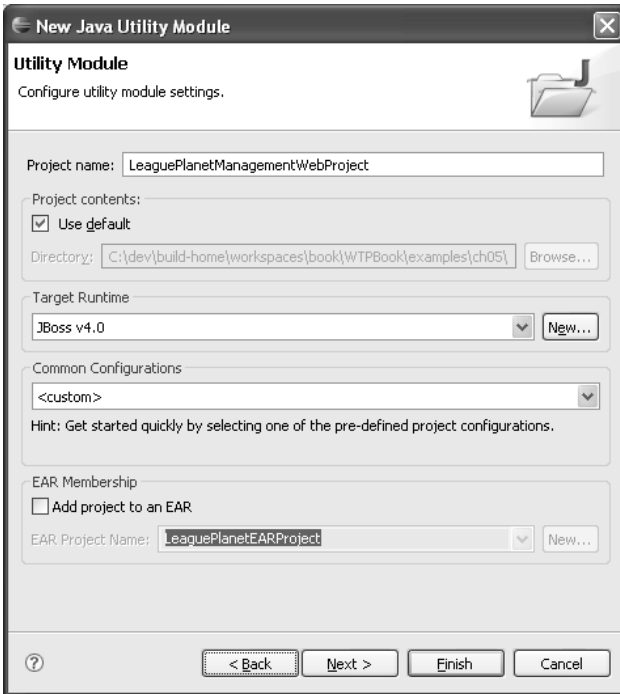 New Java Utility Module
Utility Module
Configure utility module settings.
Project name: LeaguePlanetManagementWebProject
Project contents:
Use default
Directory: C:\dev\build-home\workspaces\book\WTPBook\examples\ch05\ Browse...
Target Runtime
JBoss v4.0 New...
Common Configurations
<custom>
Hint: Get started quickly by selecting one of the pre-defined project configurations.
EAR Membership
Add project to an EAR
EAR Project Name: LeaguePlanetEARProject New...
? < Back Next > Finish Cancel